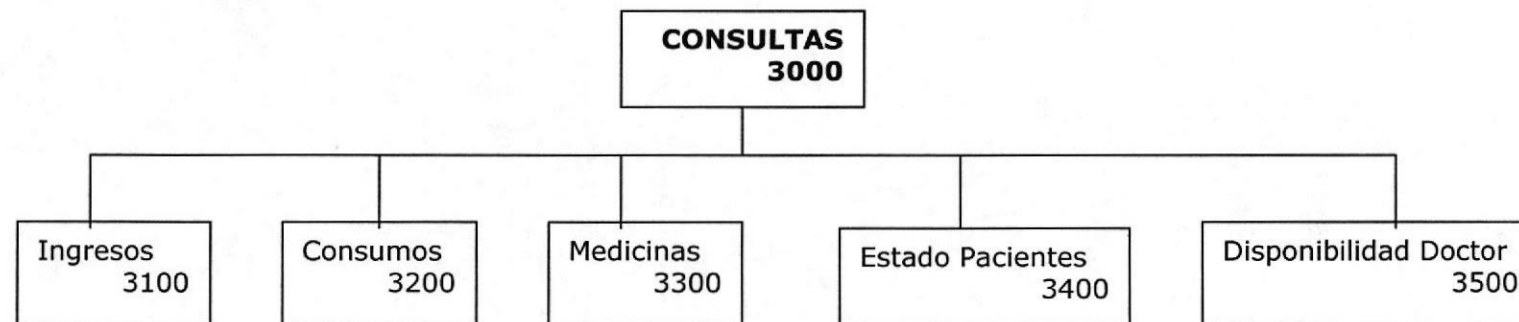 CONSULTAS
3000
Ingresos
3100
Consumos
3200
Medicinas
3300
Estado Pacientes
3400
Disponibilidad Doctor
3500